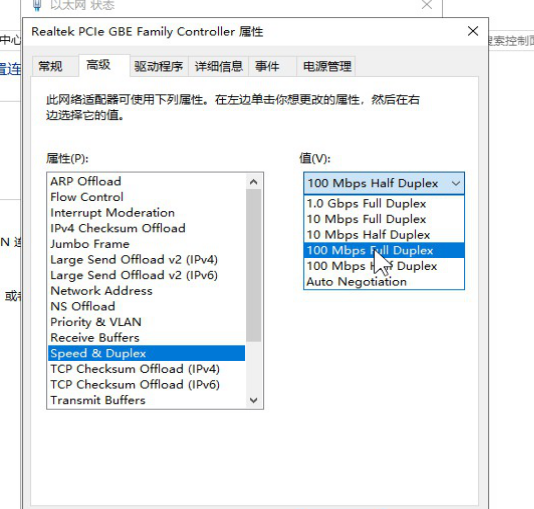 以太网 状态
Realtek PCIe GBE Family Controller 属性
中心
搜索控制面
常规
高级
驱动程序
详细信息
事件
电源管理
置连
此网络适配器可使用下列属性。在左边单击你想更改的属性，然后在右
边选择它的值。
属性(P):
值(V):
ARP Offload
Flow Control
Interrupt Moderation
IPv4 Checksum Offload
Jumbo Frame
Large Send Offload v2 (IPv4)
Large Send Offload v2 (IPv6)
Network Address
NS Offload
Priority & VLAN
Receive Buffers
Speed & Duplex
TCP Checksum Offload (IPv4)
TCP Checksum Offload (IPv6)
Transmit Buffers
100 Mbps Half Duplex
1.0 Gbps Full Duplex
10 Mbps Full Duplex
10 Mbps Half Duplex
100 Mbps Full Duplex
100 Mbps Half Duplex
Auto Negotiation
N 连